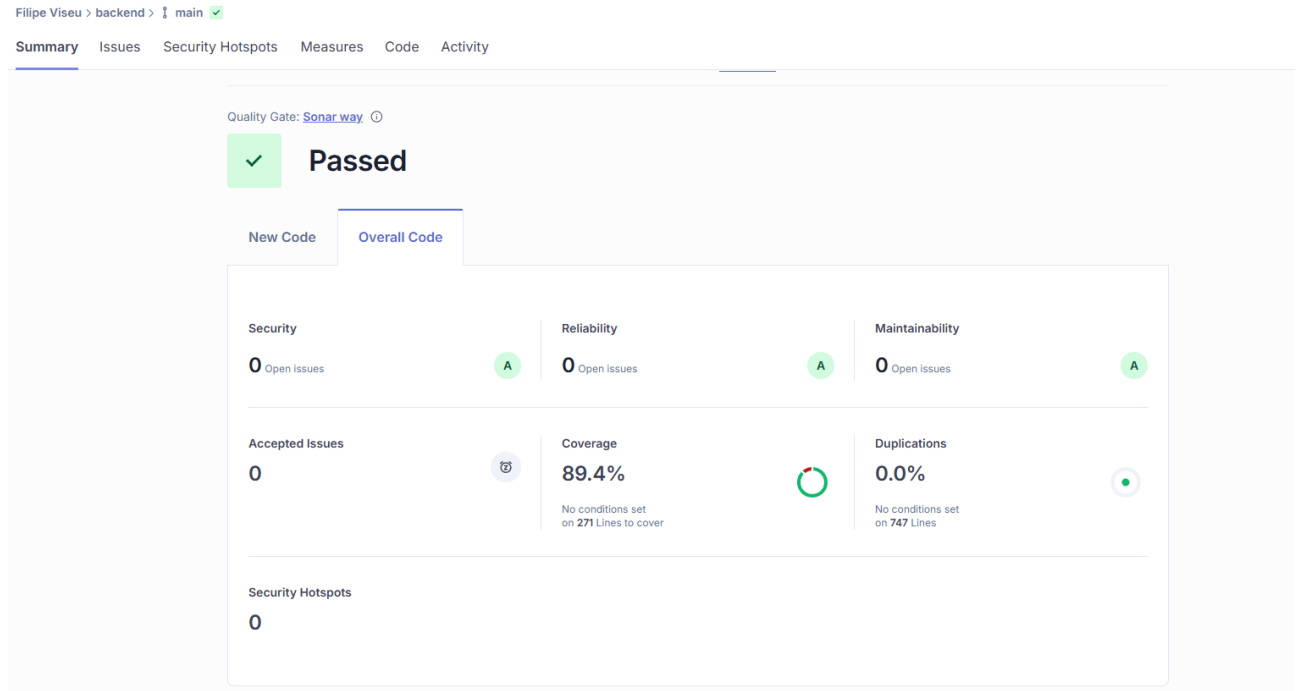 Filipe Viseu > backend > main
Summary Issues Security Hotspots Measures Code Activity
Quality Gate: Sonar way
Passed
New Code Overall Code
Security
0 Open issues
A
Reliability
0 Open issues
A
Maintainability
0 Open issues
A
Accepted Issues
0
Coverage
89.4%
No conditions set
on 271 Lines to cover
Duplications
0.0%
No conditions set
on 747 Lines
Security Hotspots
0